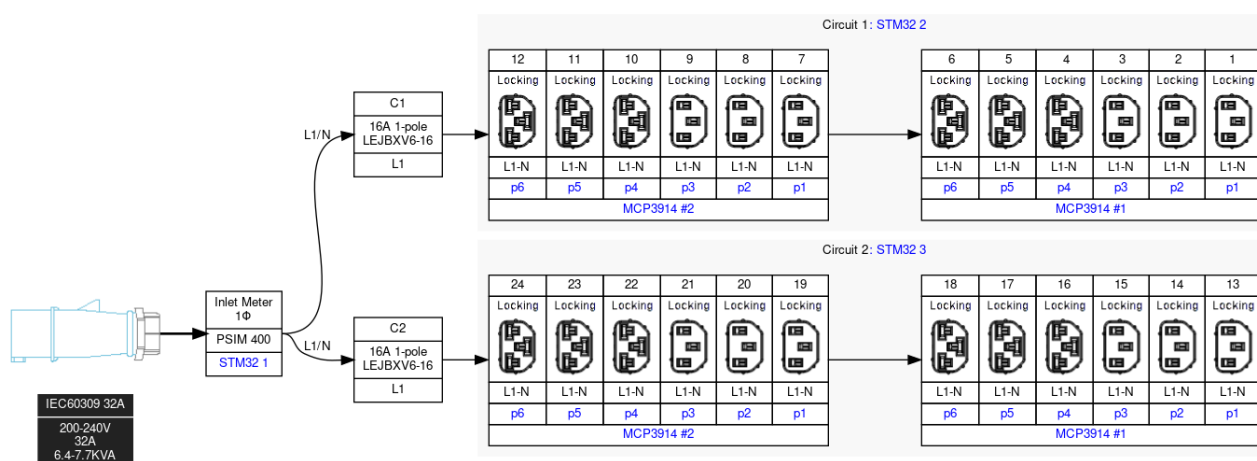 Circuit 1: STM32 2
12 11 10 9 8 7
Locking Locking Locking Locking Locking Locking
L1-N L1-N L1-N L1-N L1-N L1-N
p6 p5 p4 p3 p2 p1
MCP3914 #2
6 5 4 3 2 1
Locking Locking Locking Locking Locking Locking
L1-N L1-N L1-N L1-N L1-N L1-N
p6 p5 p4 p3 p2 p1
MCP3914 #1
C1
16A 1-pole
LEJBXV6-16
L1
L1/N
Circuit 2: STM32 3
24 23 22 21 20 19
Locking Locking Locking Locking Locking Locking
L1-N L1-N L1-N L1-N L1-N L1-N
p6 p5 p4 p3 p2 p1
MCP3914 #2
18 17 16 15 14 13
Locking Locking Locking Locking Locking Locking
L1-N L1-N L1-N L1-N L1-N L1-N
p6 p5 p4 p3 p2 p1
MCP3914 #1
Inlet Meter
1Φ
PSIM 400
STM32 1
L1/N
C2
16A 1-pole
LEJBXV6-16
L1
IEC60309 32A
200-240V
32A
6.4-7.7KVA